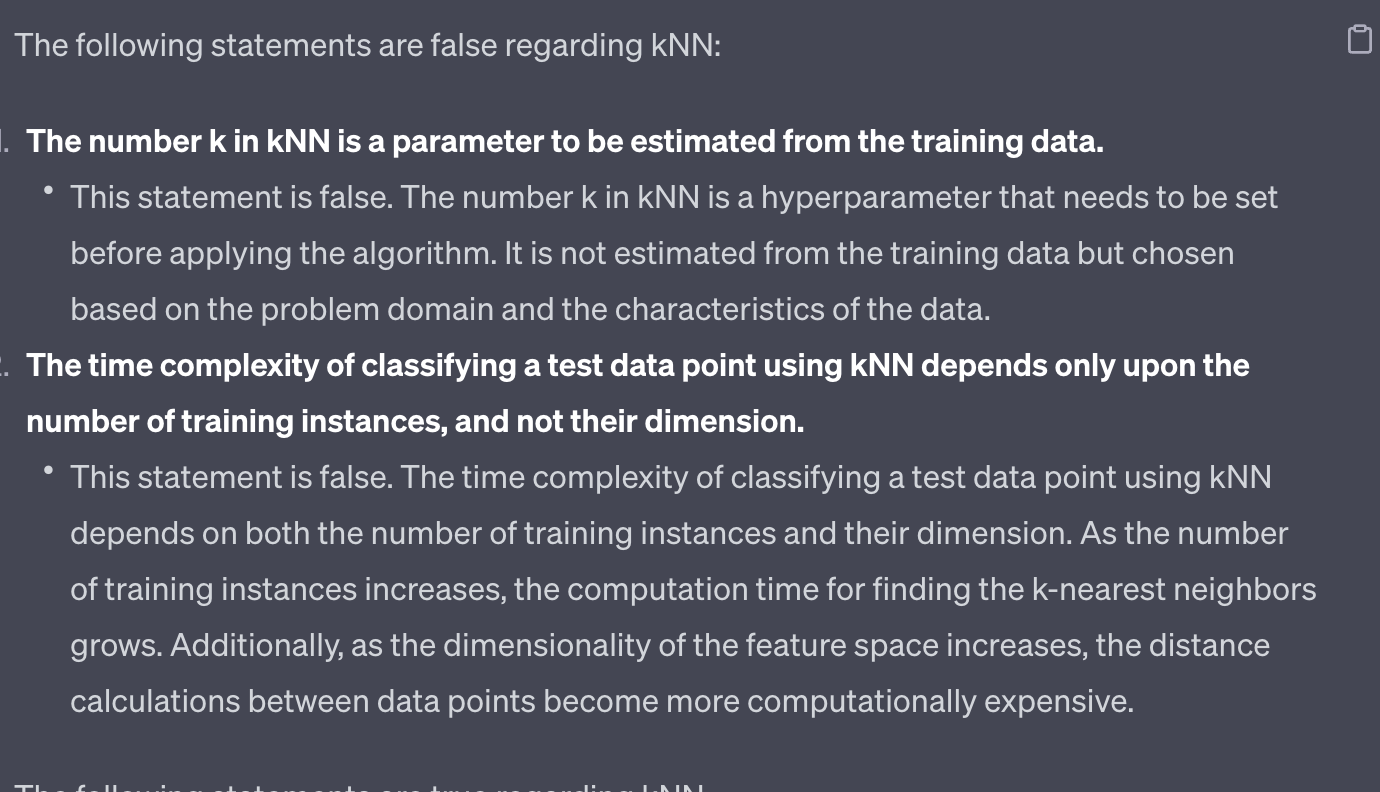 The following statements are false regarding kNN:
. The number k in kNN is a parameter to be estimated from the training data.
• This statement is false. The number k in kNN is a hyperparameter that needs to be set
before applying the algorithm. It is not estimated from the training data but chosen
based on the problem domain and the characteristics of the data.
. The time complexity of classifying a test data point using kNN depends only upon the
number of training instances, and not their dimension.
• This statement is false. The time complexity of classifying a test data point using kNN
depends on both the number of training instances and their dimension. As the number
of training instances increases, the computation time for finding the k-nearest neighbors
grows. Additionally, as the dimensionality of the feature space increases, the distance
calculations between data points become more computationally expensive.
The following statements are true regarding kNN